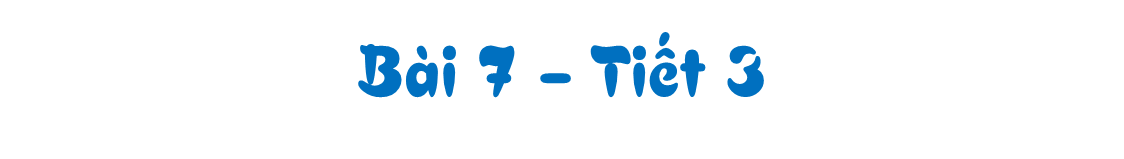 Bài 7 – Tiết 3